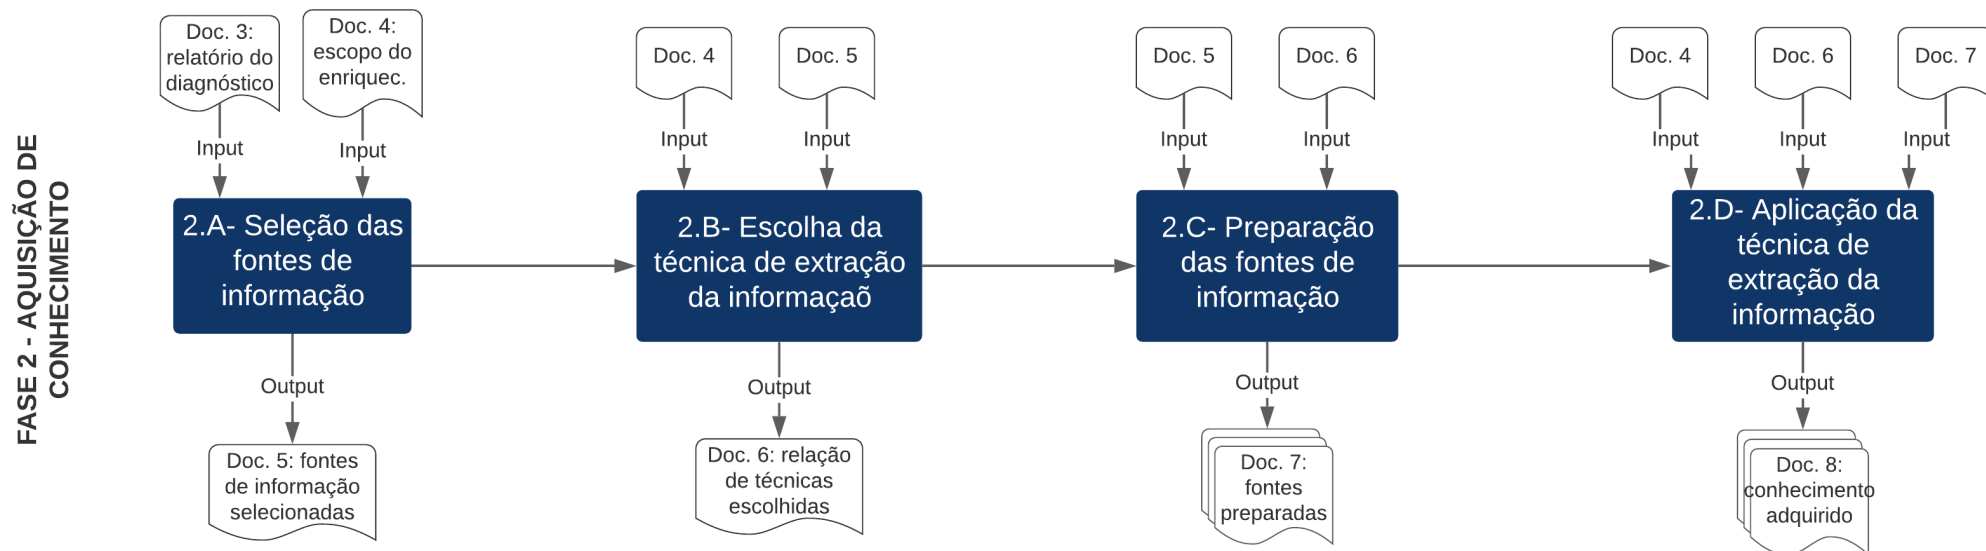 FASE 2 - AQUISIÇÃO DE
CONHECIMENTO
Doc. 3:
relatório do
diagnóstico
Doc. 4:
escopo do
enriquec.
Input
Input
2.A- Seleção das
fontes de
informação
Output
Doc. 5: fontes
de informação
selecionadas
Doc. 4
Doc. 5
Input
Input
2.B- Escolha da
técnica de extração
da informaçaõ
Output
Doc. 6: relação
de técnicas
escolhidas
Doc. 5
Doc. 6
Input
Input
2.C- Preparação
das fontes de
informação
Output
Doc. 7:
fontes
preparadas
Doc. 4
Doc. 6
Doc. 7
Input
Input
Input
2.D- Aplicação da
técnica de
extração da
informação
Output
Doc. 8:
conhecimento
adquirido